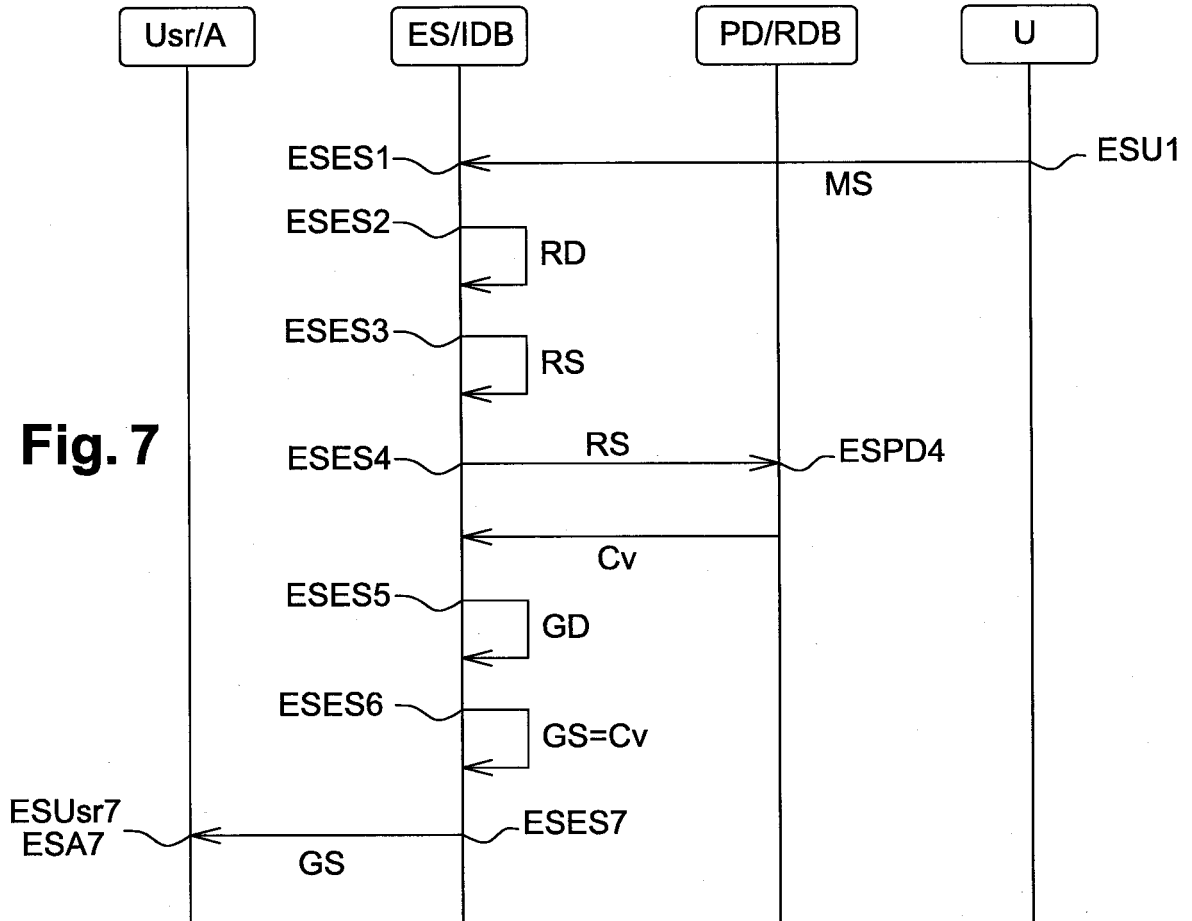 Usr/A ES/IDB PD/RDB U
ESES1 ESU1
MS
ESES2
RD
ESES3
RS
Fig. 7
RS
ESES4 ESPD4
Cv
ESES5
GD
ESES6
GS=Cv
ESUsr7 ESES7
ESA7
GS